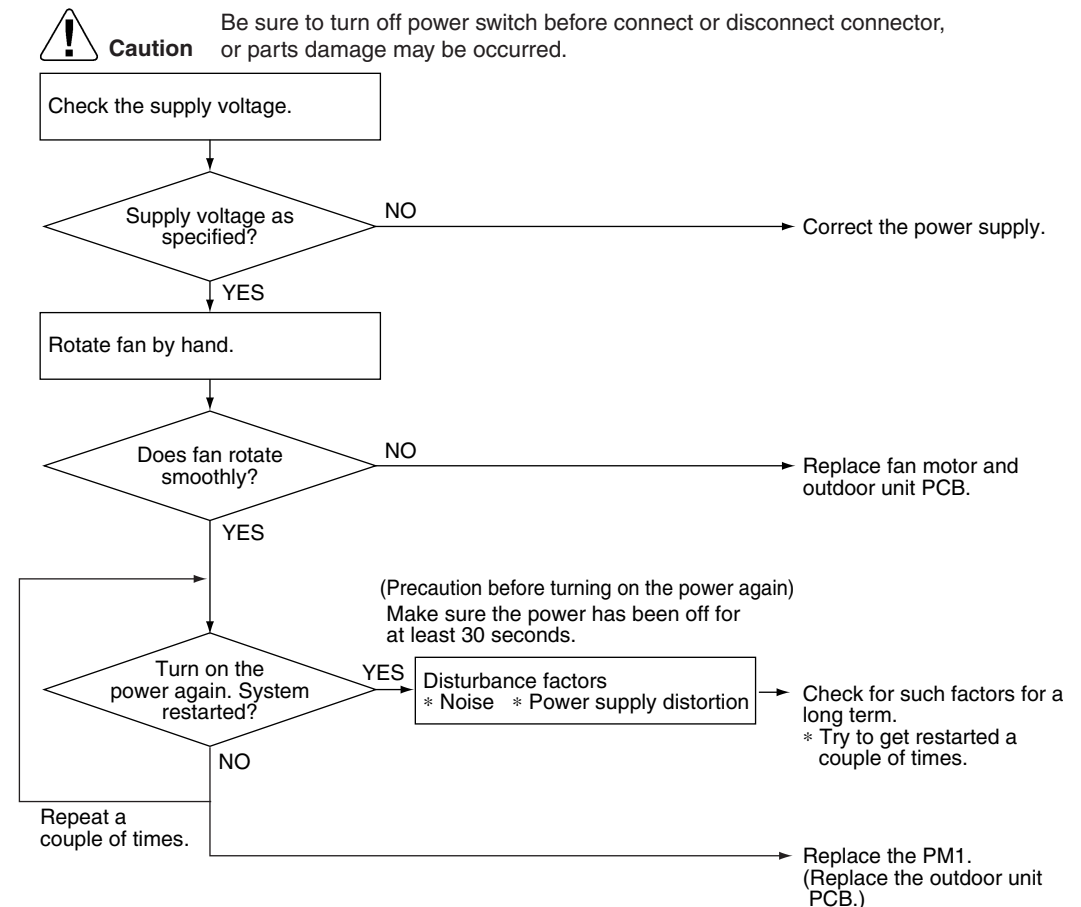 Be sure to turn off power switch before connect or disconnect connector,
Caution or parts damage may be occurred.
Check the supply voltage.
Supply voltage as
specified?
NO
Correct the power supply.
YES
Rotate fan by hand.
Does fan rotate
smoothly?
NO
Replace fan motor and
outdoor unit PCB.
YES
(Precaution before turning on the power again)
Make sure the power has been off for
at least 30 seconds.
Turn on the
power again. System
restarted?
YES
Disturbance factors
* Noise * Power supply distortion
Check for such factors for a
long term.
* Try to get restarted a
couple of times.
NO
Repeat a
couple of times.
Replace the PM1.
(Replace the outdoor unit
PCB.)